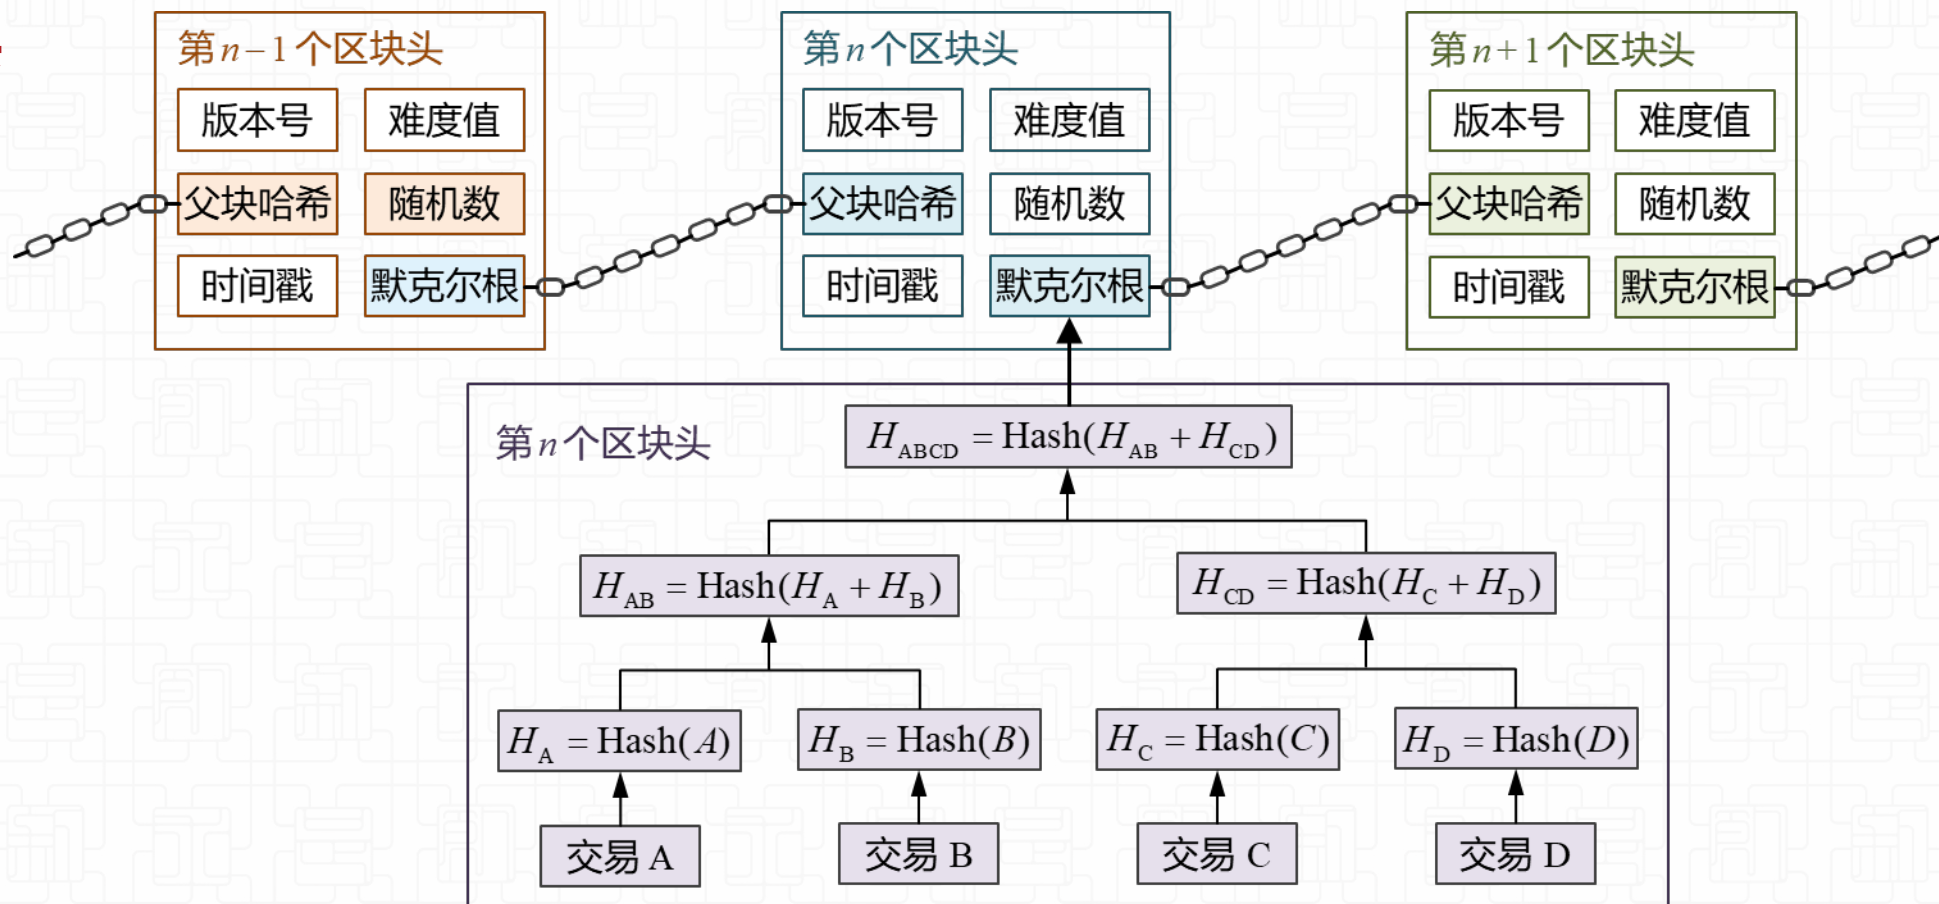 第n–1个区块头
版本号 难度值
父块哈希 随机数
时间戳 默克尔根
第n个区块头
版本号 难度值
父块哈希 随机数
时间戳 默克尔根
第n+1个区块头
版本号 难度值
父块哈希 随机数
时间戳 默克尔根
第n个区块头
H_ABCD = Hash(H_AB + H_CD)
H_AB = Hash(H_A + H_B)
H_CD = Hash(H_C + H_D)
H_A = Hash(A)
H_B = Hash(B)
H_C = Hash(C)
H_D = Hash(D)
交易 A
交易 B
交易 C
交易 D